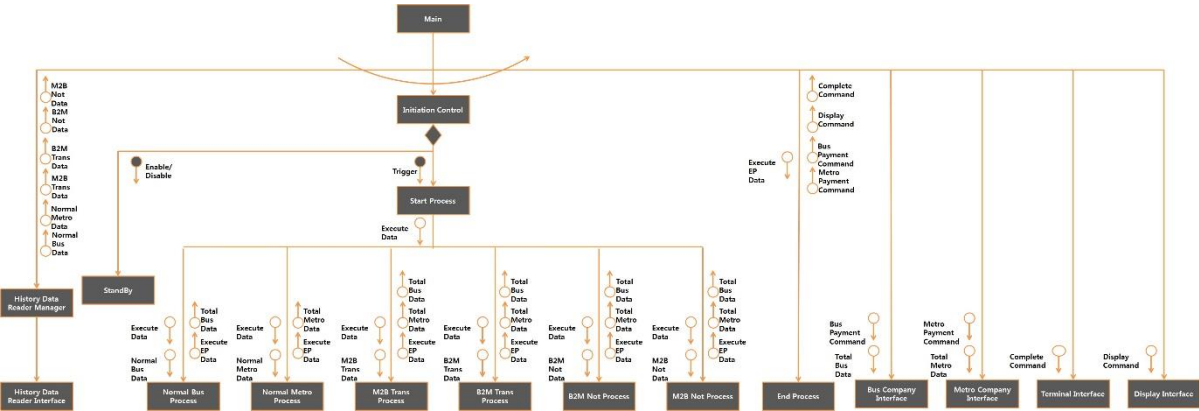 Main
Initiation Control
M2B
Not
Data
B2M
Not
Data
B2M
Trans
Data
M2B
Trans
Data
Normal
Metro
Data
Normal
Bus
Data
Enable/
Disable
Trigger
Start Process
Execute
Data
Execute
EP
Data
Complete
Command
Display
Command
Bus
Payment
Command
Metro
Payment
Command
History Data
Reader Manager
StandBy
Execute
Data
Normal
Bus
Data
Total
Bus
Data
Execute
EP
Data
Execute
Data
Normal
Metro
Data
Total
Metro
Data
Execute
EP
Data
Execute
Data
M2B
Trans
Data
Total
Bus
Data
Total
Metro
Data
Execute
EP
Data
Execute
Data
B2M
Trans
Data
Total
Bus
Data
Total
Metro
Data
Execute
EP
Data
Execute
Data
B2M
Not
Data
Total
Bus
Data
Total
Metro
Data
Execute
EP
Data
Execute
Data
M2B
Not
Data
Total
Bus
Data
Total
Metro
Data
Execute
EP
Data
Bus
Payment
Command
Total
Bus
Data
Metro
Payment
Command
Total
Metro
Data
Complete
Command
Display
Command
History Data
Reader Interface
Normal Bus
Process
Normal Metro
Process
M2B Trans
Process
B2M Trans
Process
B2M Not Process
M2B Not Process
End Process
Bus Company
Interface
Metro Company
Interface
Terminal Interface
Display Interface